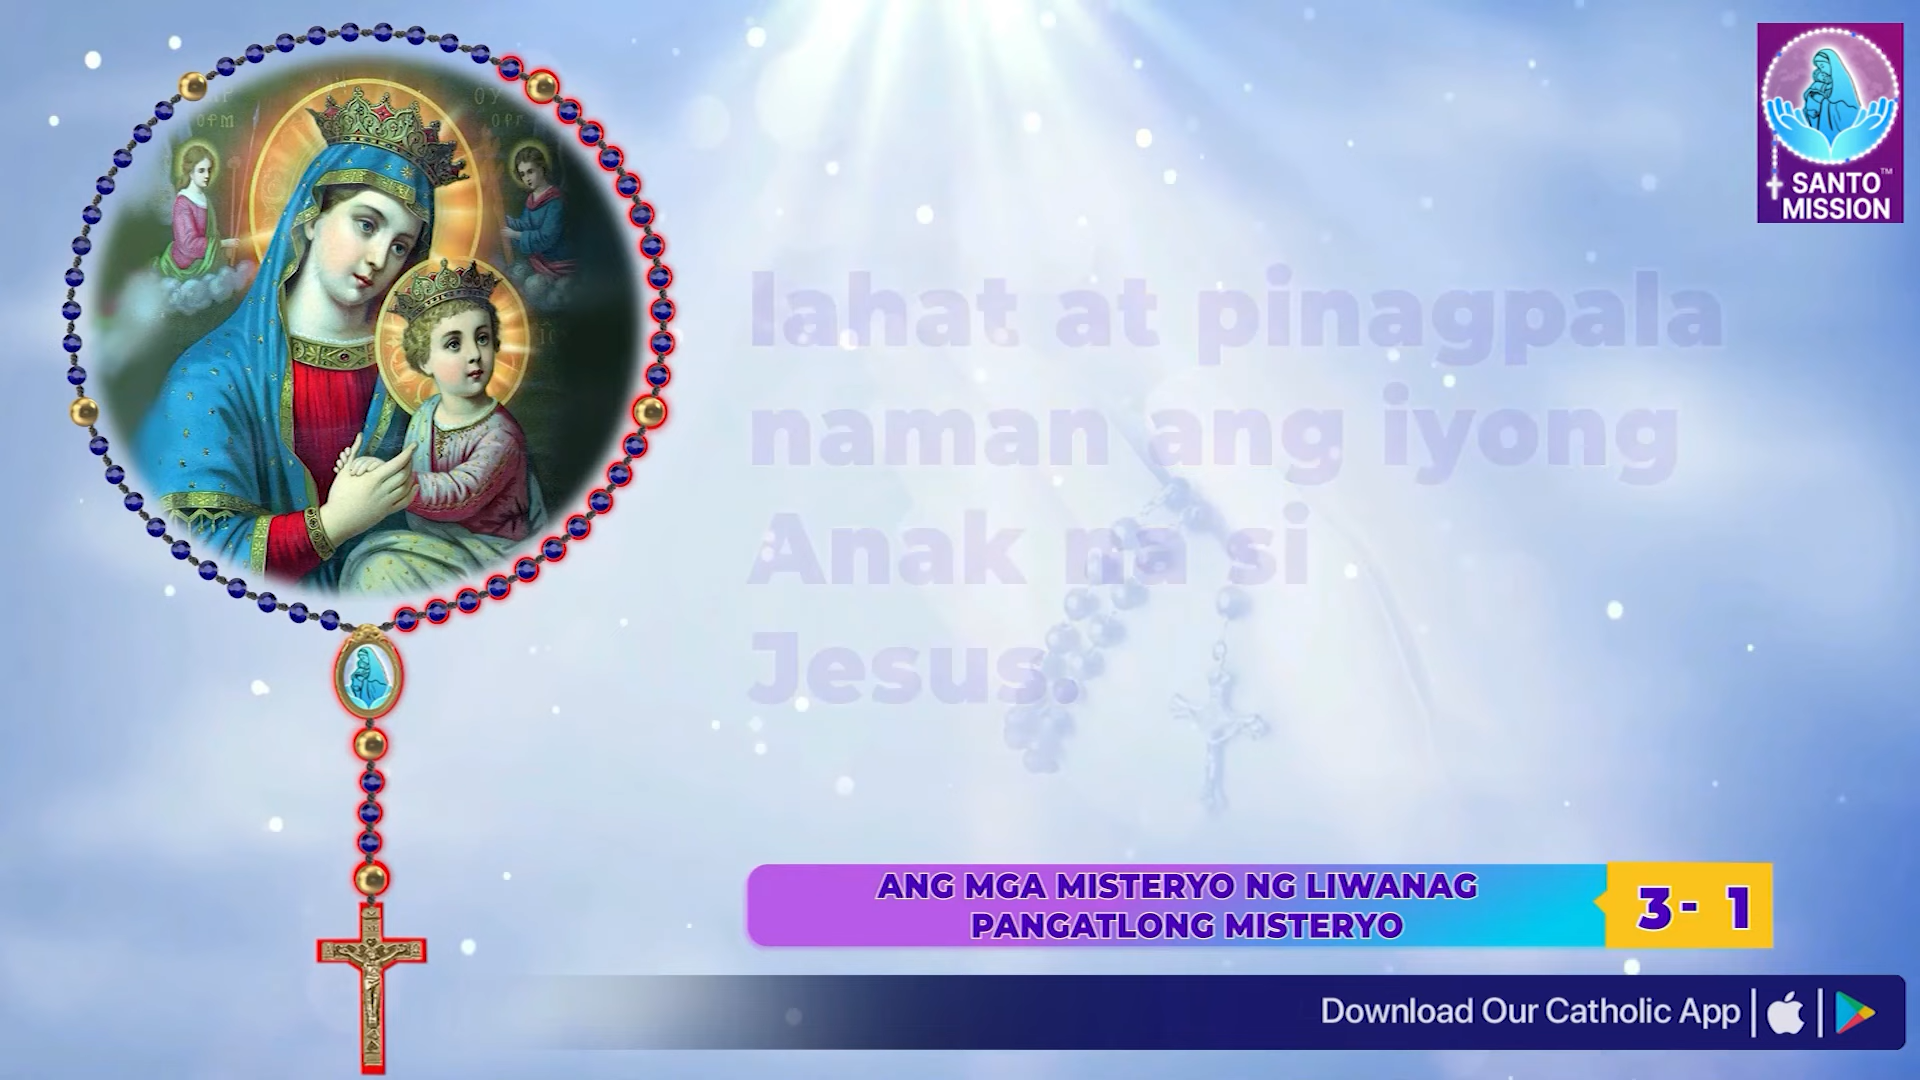 SANTO™
MISSION
lahat at pinagpala
naman ang iyong
Anak na si
Jesus.
ANG MGA MISTERYO NG LIWANAG
PANGATLONG MISTERYO
3- 1
Download Our Catholic App